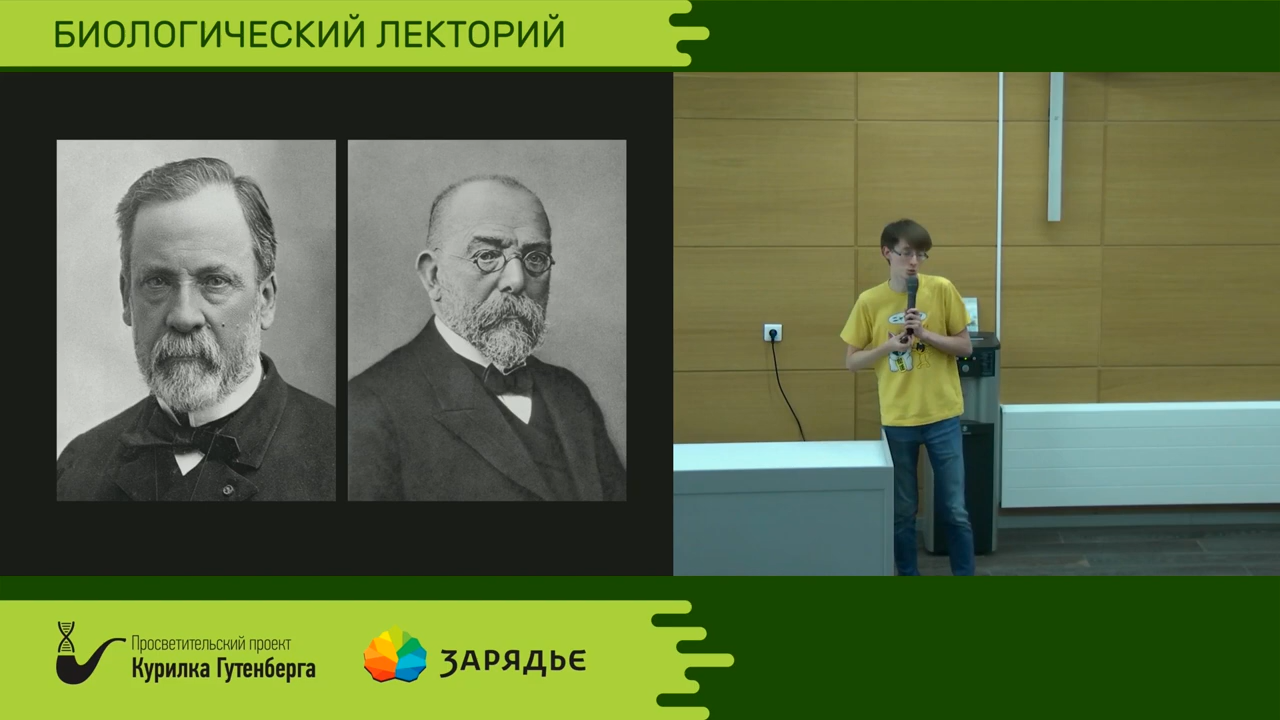 БИОЛОГИЧЕСКИЙ ЛЕКТОРИЙ
Просветительский проект
Курилка Гутенберга
ЗАРЯДЬЕ